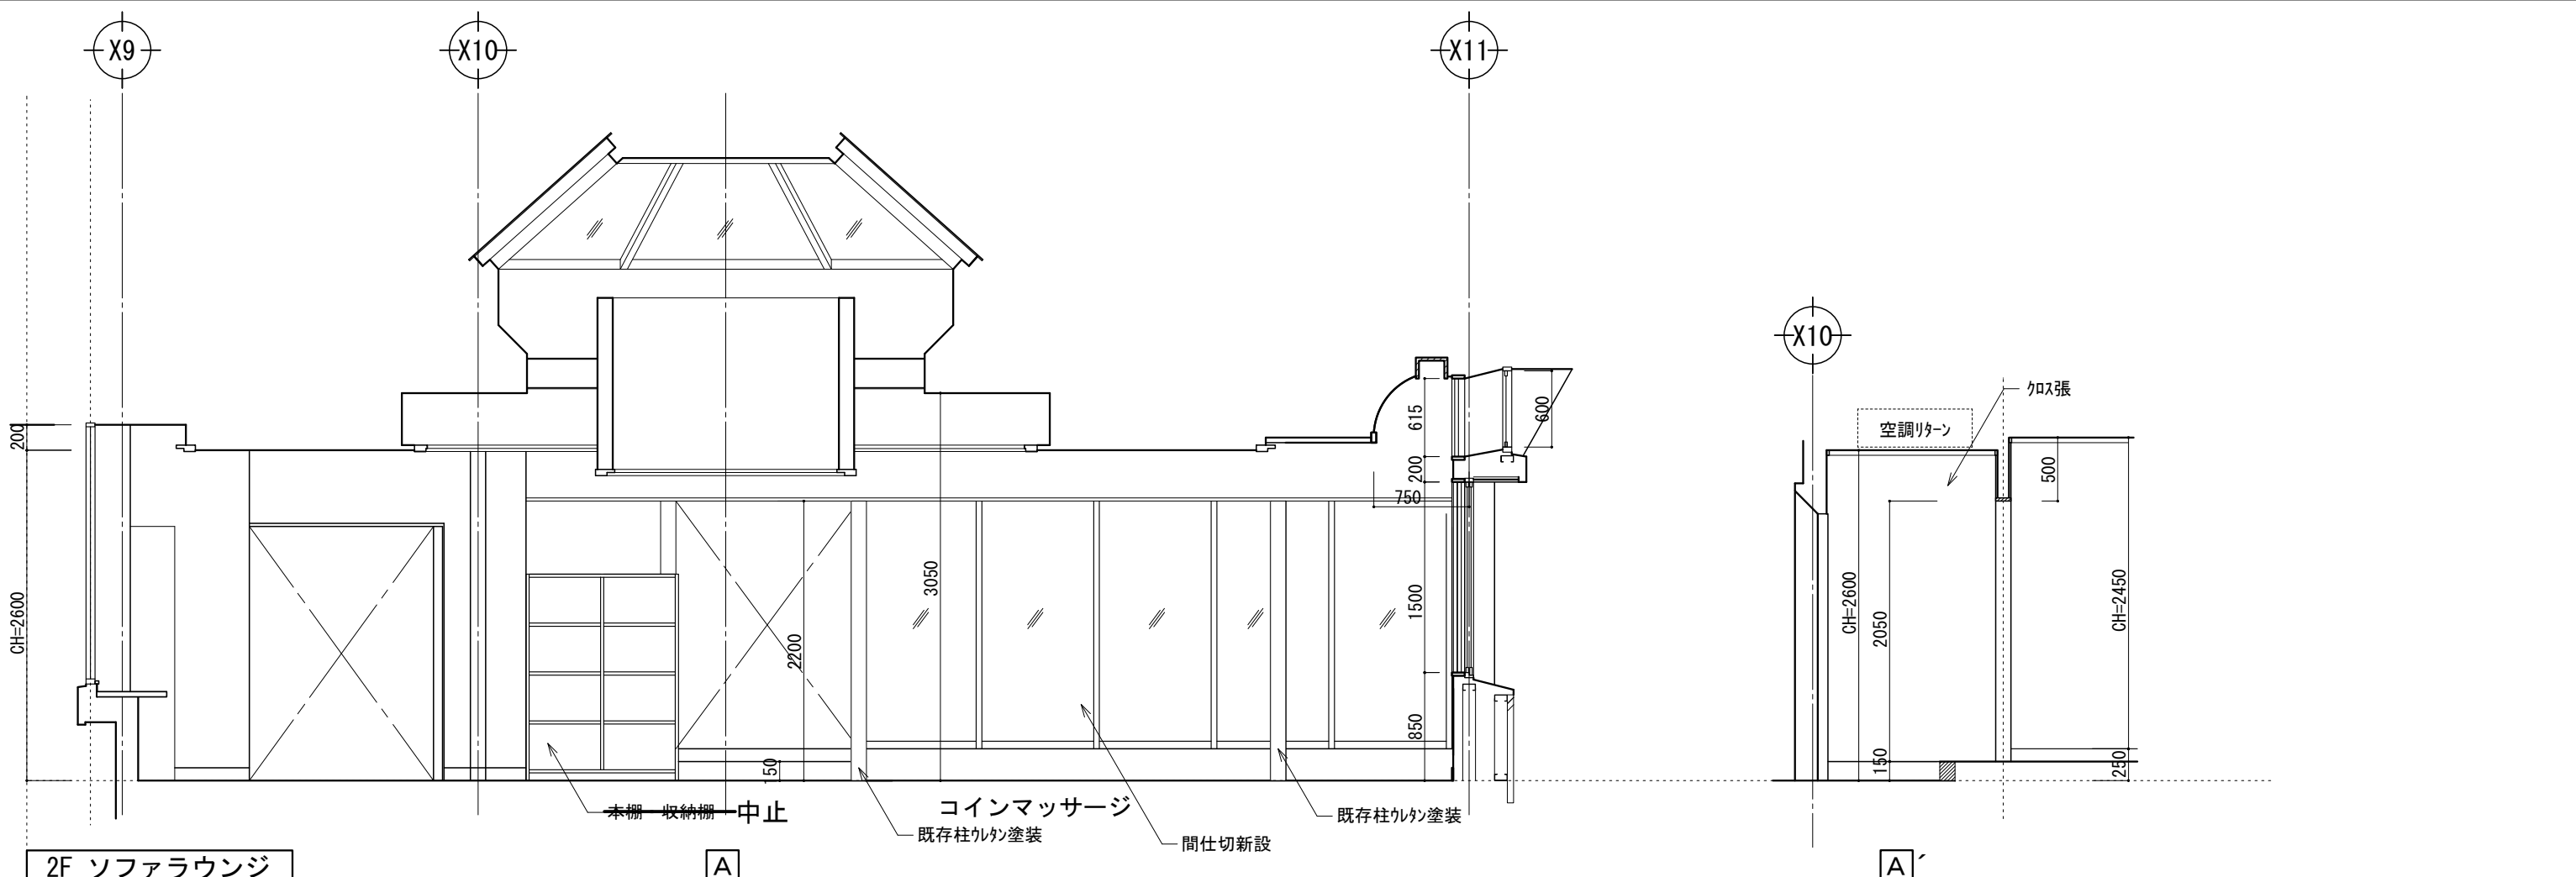 X9
X10
X11
X10
200
CH=2600
615
600
200
750
3050
1500
2200
850
150
クロス張
空調リターン
500
CH=2600
2050
CH=2450
150
250
本棚・収納棚 中止
コインマッサージ
既存柱ウレタン塗装
既存柱ウレタン塗装
間仕切新設
2F ソファラウンジ
A
A´